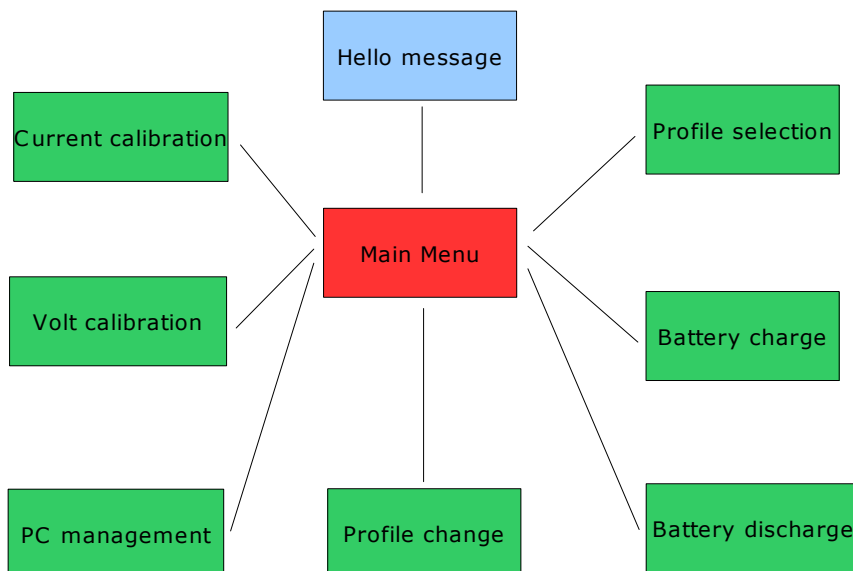 Hello message
Current calibration
Profile selection
Main Menu
Volt calibration
Battery charge
PC management
Profile change
Battery discharge